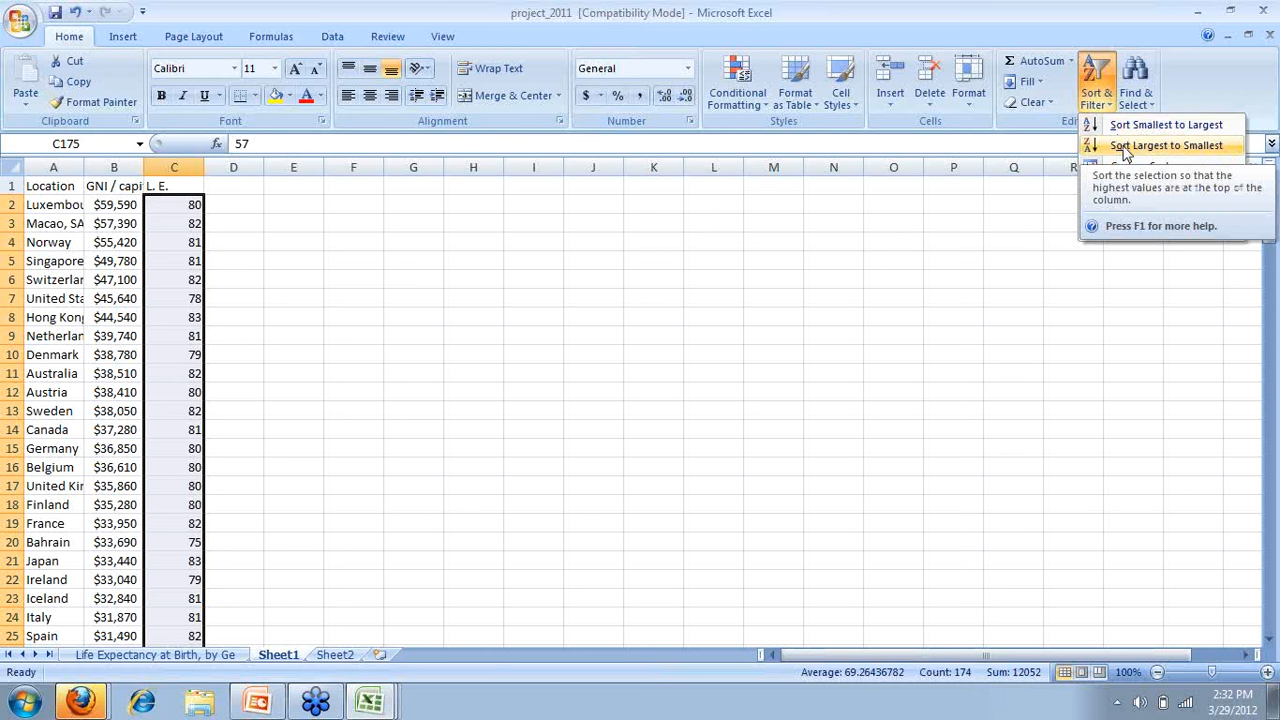 project_2011 [Compatibility Mode] - Microsoft Excel
Home Insert Page Layout Formulas Data Review View
Paste
Cut
Copy
Format Painter
Clipboard
Calibri 11
B I U
Font
Wrap Text
Merge & Center
Alignment
General
$ % ,
Number
Conditional Formatting
Format as Table
Cell Styles
Styles
Insert
Delete
Format
Cells
AutoSum
Fill
Clear
Editing
Sort & Filter
Find & Select
Sort Smallest to Largest
Sort Largest to Smallest
Sort the selection so that the
highest values are at the top of the
column.
Press F1 for more help.
C175 57
A B C D E F G H I J K L M N O P Q R
1 Location GNI / capi L. E.
2 Luxembou $59,590 80
3 Macao, SA $57,390 82
4 Norway $55,420 81
5 Singapore $49,780 81
6 Switzerlan $47,100 82
7 United Sta $45,640 78
8 Hong Kong $44,540 83
9 Netherlan $39,740 81
10 Denmark $38,780 79
11 Australia $38,510 82
12 Austria $38,410 80
13 Sweden $38,050 82
14 Canada $37,280 81
15 Germany $36,850 80
16 Belgium $36,610 80
17 United Kin $35,860 80
18 Finland $35,280 80
19 France $33,950 82
20 Bahrain $33,690 75
21 Japan $33,440 83
22 Ireland $33,040 79
23 Iceland $32,840 81
24 Italy $31,870 81
25 Spain $31,490 82
Life Expectancy at Birth, by Ge Sheet1 Sheet2
Ready Average: 69.26436782 Count: 174 Sum: 12052 100%
2:32 PM
3/29/2012